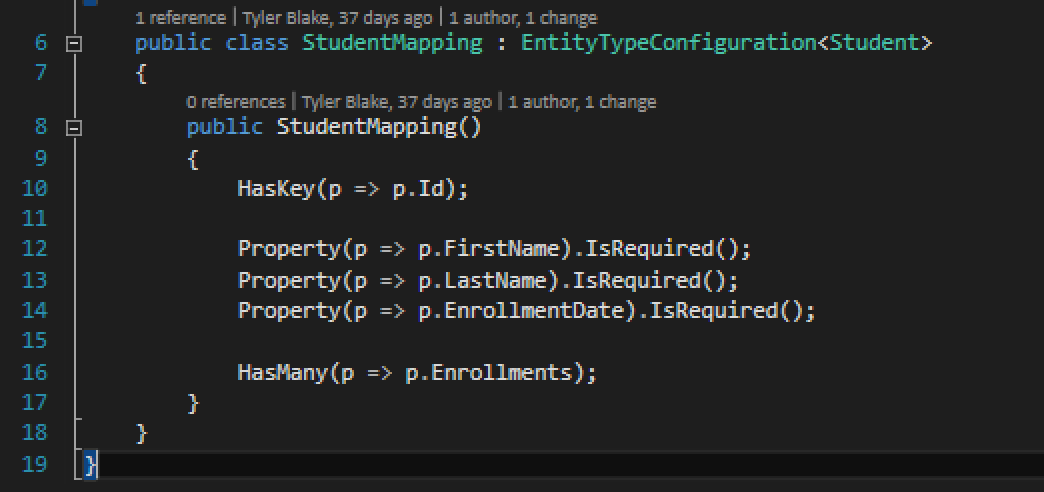 1 reference | Tyler Blake, 37 days ago | 1 author, 1 change
6 public class StudentMapping : EntityTypeConfiguration<Student>
7 {
0 references | Tyler Blake, 37 days ago | 1 author, 1 change
8 public StudentMapping()
9 {
10 HasKey(p => p.Id);
11
12 Property(p => p.FirstName).IsRequired();
13 Property(p => p.LastName).IsRequired();
14 Property(p => p.EnrollmentDate).IsRequired();
15
16 HasMany(p => p.Enrollments);
17 }
18 }
19 }